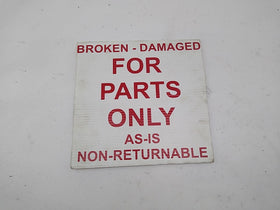 BROKEN - DAMAGED
FOR
PARTS
ONLY
AS-IS
NON-RETURNABLE